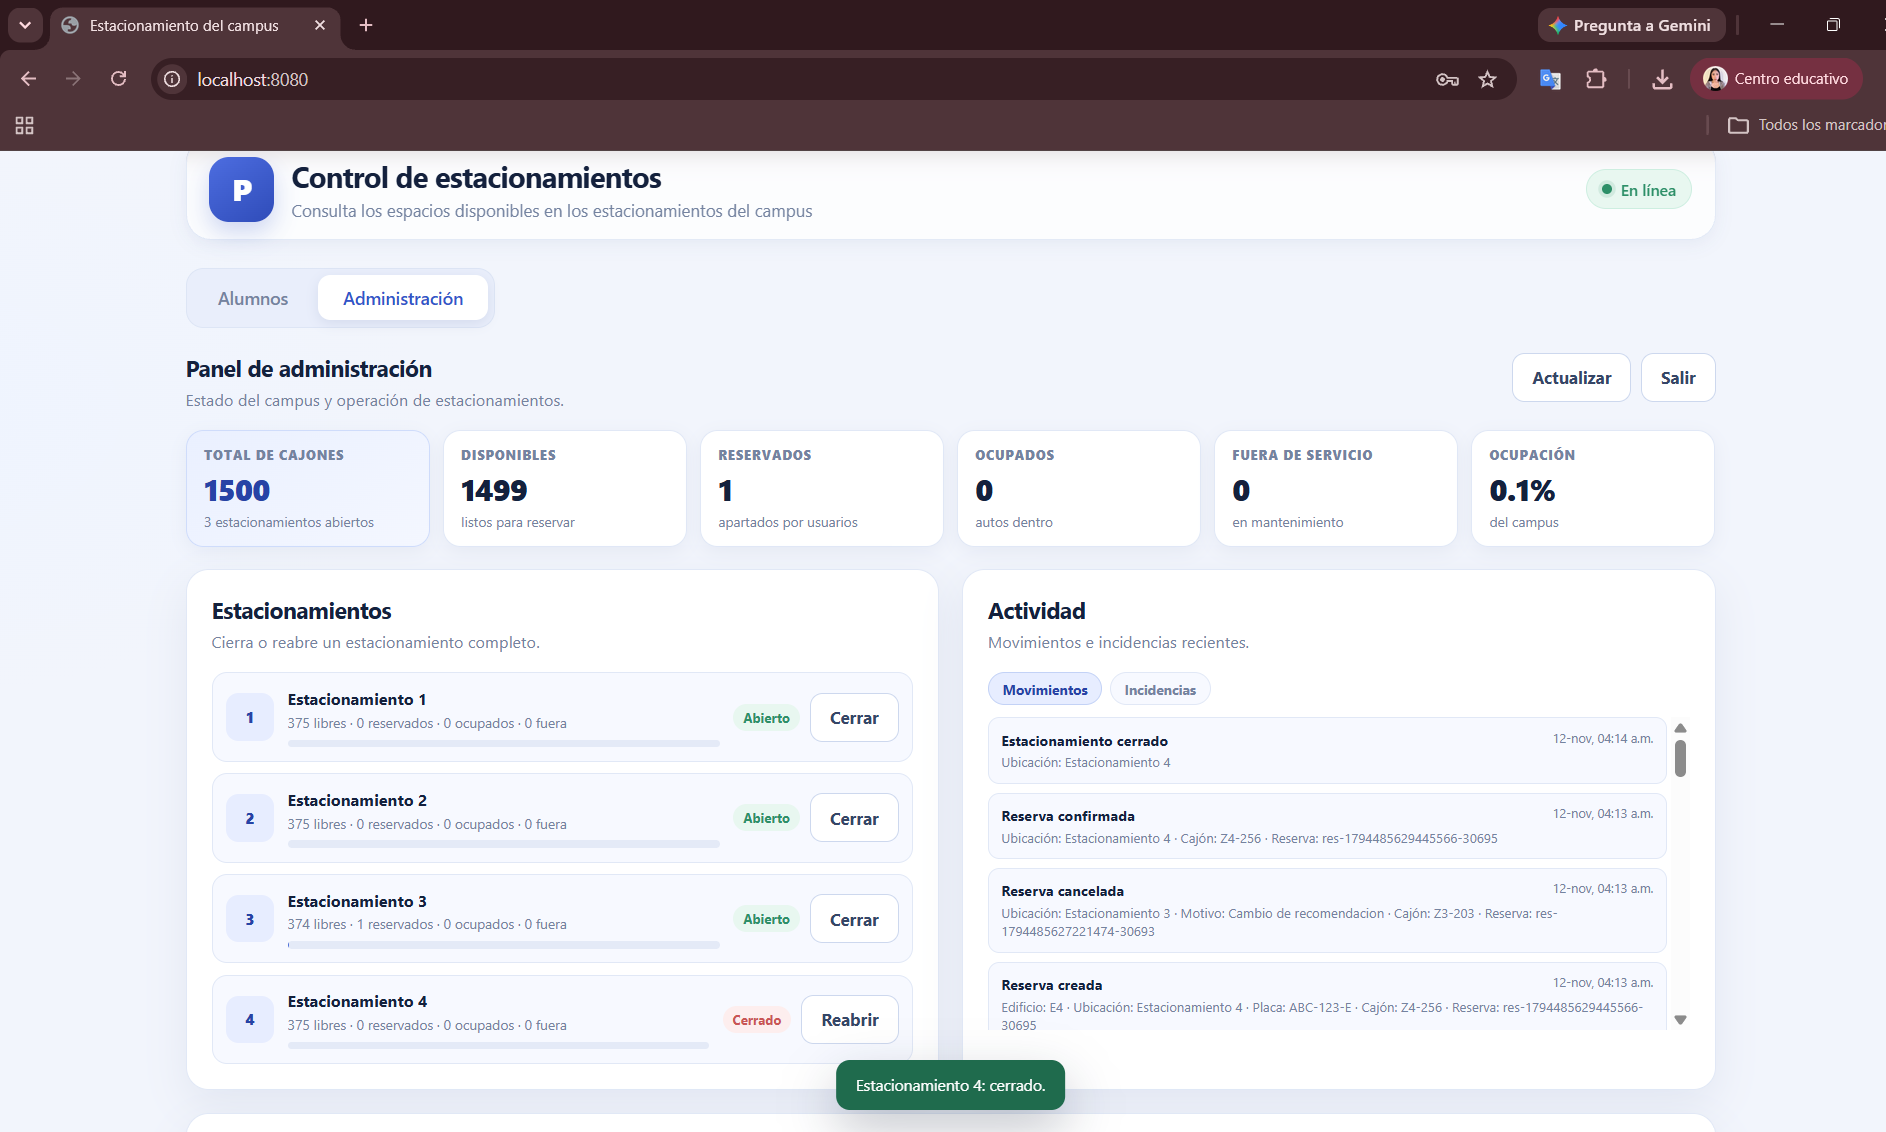 Estacionamiento del campus
Pregunta a Gemini
localhost:8080
Centro educativo
Todos los marcador
P
Control de estacionamientos
Consulta los espacios disponibles en los estacionamientos del campus
En línea
Alumnos
Administración
Panel de administración
Estado del campus y operación de estacionamientos.
Actualizar
Salir
TOTAL DE CAJONES
1500
3 estacionamientos abiertos
DISPONIBLES
1499
listos para reservar
RESERVADOS
1
apartados por usuarios
OCUPADOS
0
autos dentro
FUERA DE SERVICIO
0
en mantenimiento
OCUPACIÓN
0.1%
del campus
Estacionamientos
Cierra o reabre un estacionamiento completo.
1
Estacionamiento 1
375 libres · 0 reservados · 0 ocupados · 0 fuera
Abierto
Cerrar
2
Estacionamiento 2
375 libres · 0 reservados · 0 ocupados · 0 fuera
Abierto
Cerrar
3
Estacionamiento 3
374 libres · 1 reservados · 0 ocupados · 0 fuera
Abierto
Cerrar
4
Estacionamiento 4
375 libres · 0 reservados · 0 ocupados · 0 fuera
Cerrado
Reabrir
Actividad
Movimientos e incidencias recientes.
Movimientos
Incidencias
Estacionamiento cerrado
12-nov, 04:14 a.m.
Ubicación: Estacionamiento 4
Reserva confirmada
12-nov, 04:13 a.m.
Ubicación: Estacionamiento 4 · Cajón: Z4-256 · Reserva: res-1794485629445566-30695
Reserva cancelada
12-nov, 04:13 a.m.
Ubicación: Estacionamiento 3 · Motivo: Cambio de recomendacion · Cajón: Z3-203 · Reserva: res-
1794485627221474-30693
Reserva creada
12-nov, 04:13 a.m.
Edificio: E4 · Ubicación: Estacionamiento 4 · Placa: ABC-123-E · Cajón: Z4-256 · Reserva: res-1794485629445566-
30695
Estacionamiento 4: cerrado.